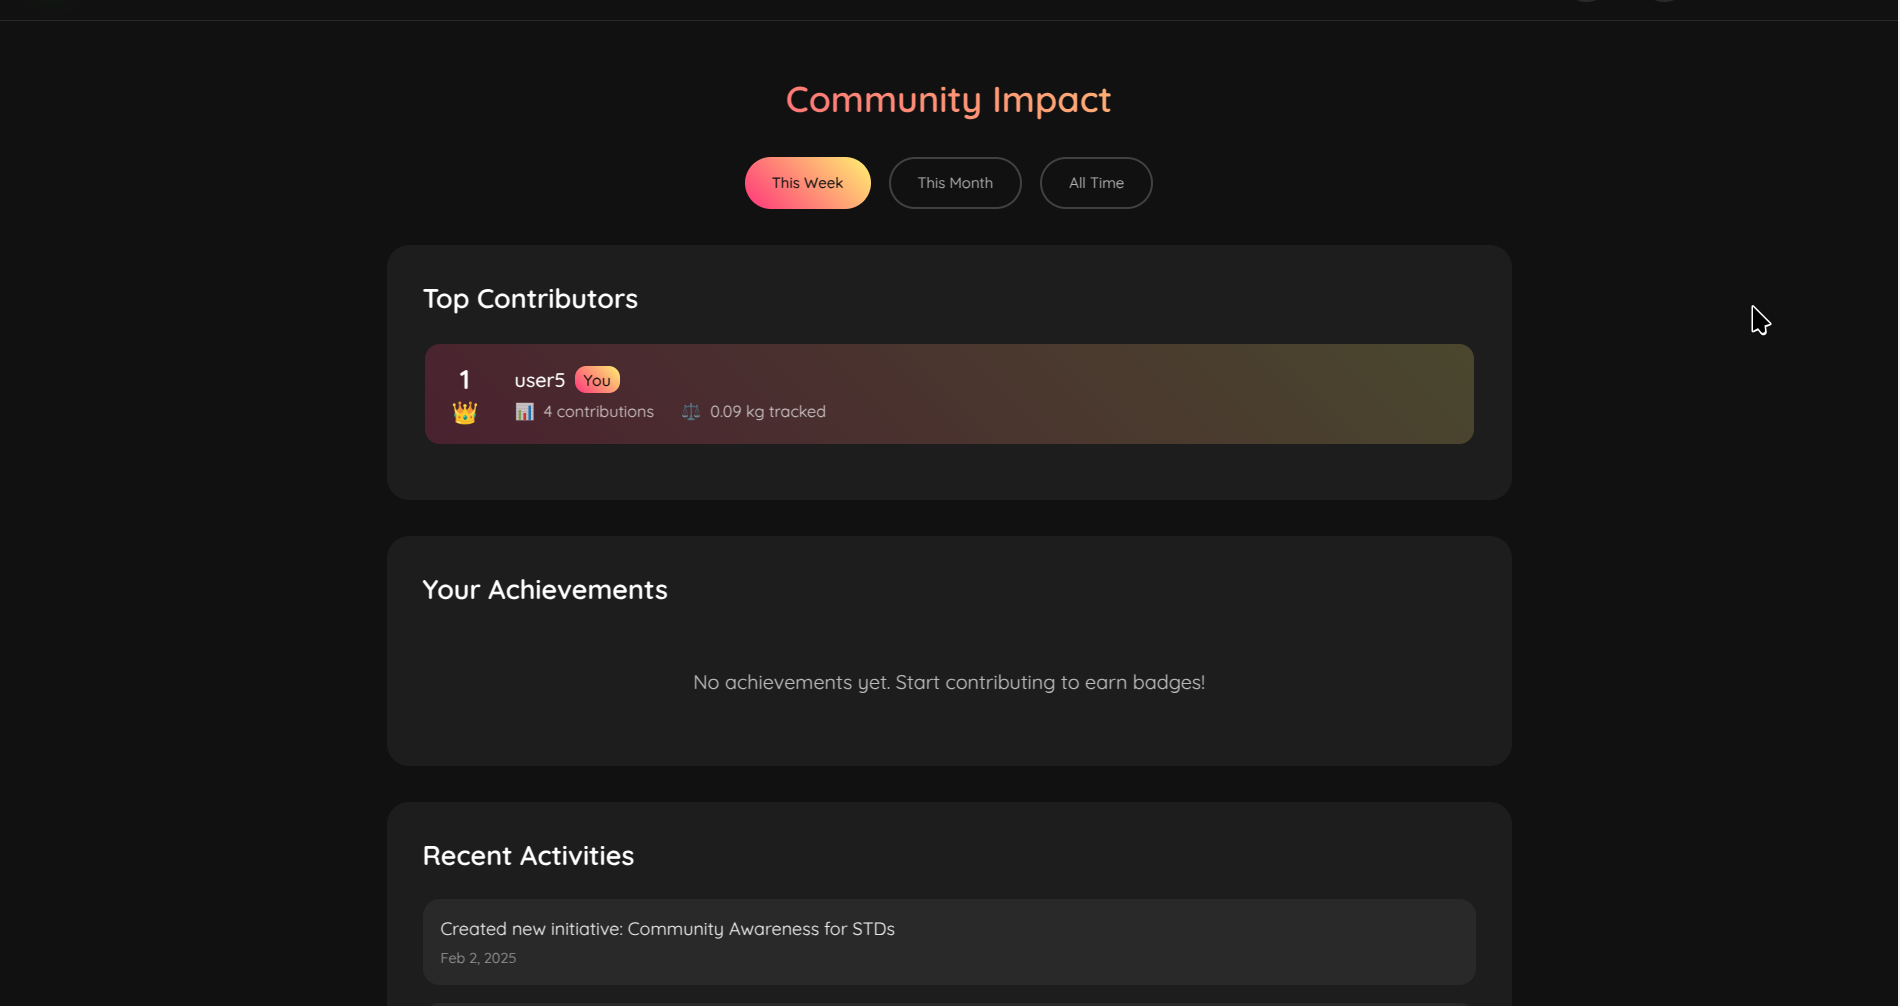 Community Impact
This Week This Month All Time
Top Contributors
1
user5 You
4 contributions 0.09 kg tracked
Your Achievements
No achievements yet. Start contributing to earn badges!
Recent Activities
Created new initiative: Community Awareness for STDs
Feb 2, 2025